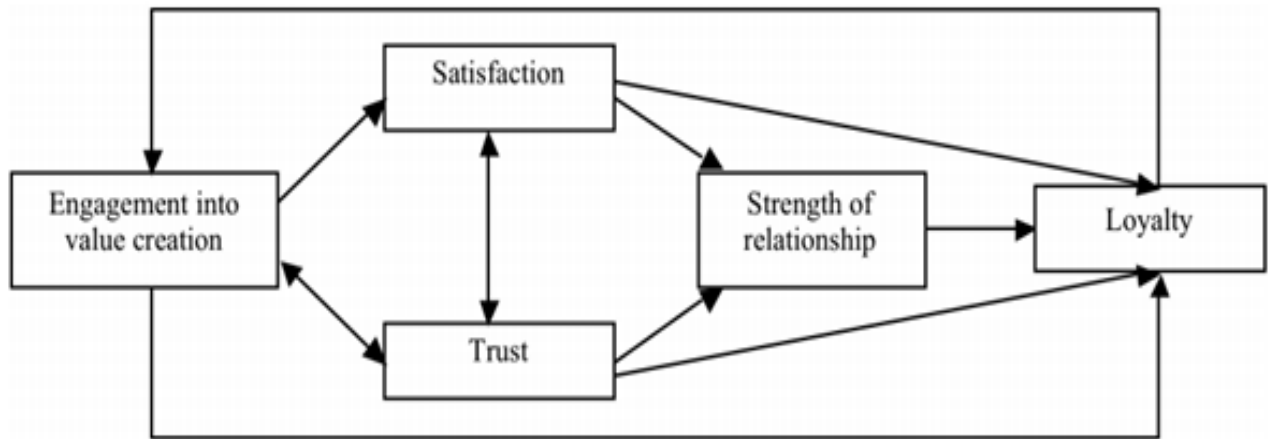 Satisfaction
Engagement into
value creation
Strength of
relationship
Loyalty
Trust